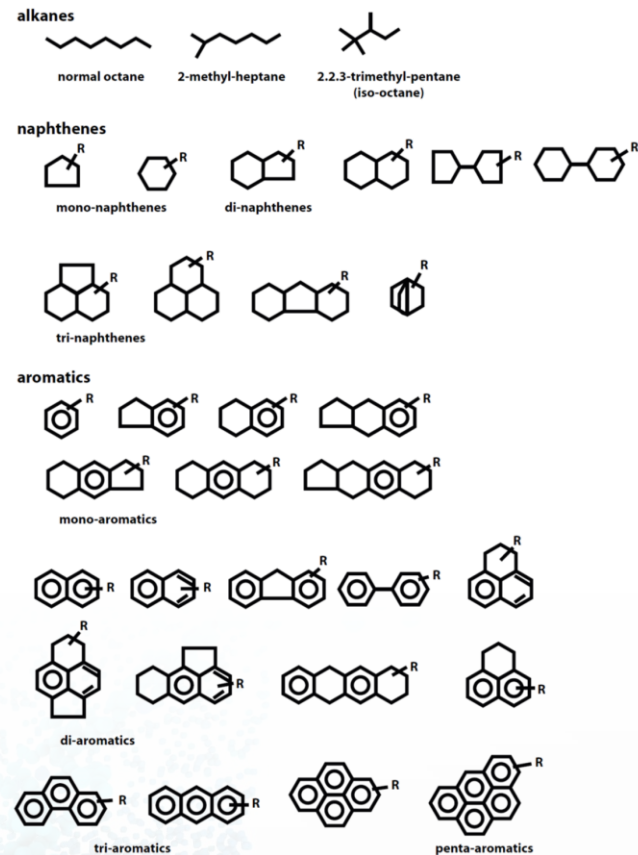 alkanes
normal octane 2-methyl-heptane 2.2.3-trimethyl-pentane
(iso-octane)
naphthenes
R R R R R R
mono-naphthenes di-naphthenes
R R R R
tri-naphthenes
aromatics
R R R R
R R R
mono-aromatics
R R R R R
R R R R
di-aromatics
R R R R
tri-aromatics penta-aromatics